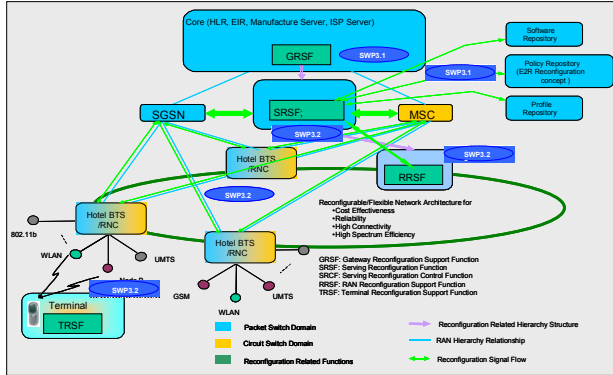 Core (HLR, EIR, Manufacture Server, ISP Server)
GRSF
SWP3.1
Software
Repository
SWP3.1
Policy Repository
(E2R Reconfiguration
concept )
Profile
Repository
SGSN
SRSF;
MSC
SWP3.2
Hotel BTS
/RNC
SWP3.2
RRSF
SWP3.2
Hotel BTS
/RNC
Hotel BTS
/RNC
Reconfigurable/Flexible Network Architecture for
•Cost Effectiveness
•Reliability
•High Connectivity
•High Spectrum Efficiency
802.11b
WLAN
UMTS
GSM
WLAN
UMTS
SWP3.2
Terminal
TRSF
GRSF: Gateway Reconfiguration Support Function
SRSF: Serving Reconfiguration Function
SRCF: Serving Reconfiguration Control Function
RRSF: RAN Reconfiguration Support Function
TRSF: Terminal Reconfiguration Support Function
Packet Switch Domain
Circuit Switch Domain
Reconfiguration Related Functions
Reconfiguration Related Hierarchy Structure
RAN Hierarchy Relationship
Reconfiguration Signal Flow